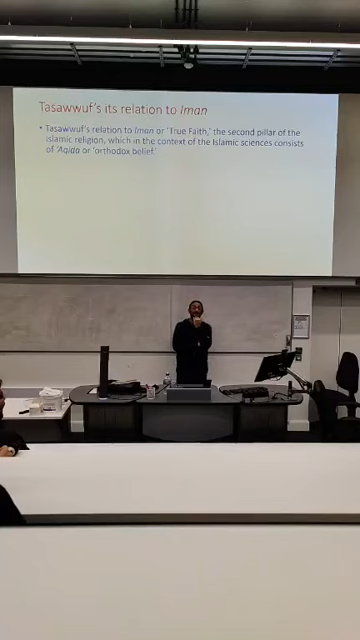 Tasawwuf's its relation to Iman
• Tasawwuf's relation to Iman or 'True Faith,' the second pillar of the
islamic religion, which in the context of the Islamic sciences consists
of 'Aqida or 'orthodox belief.'